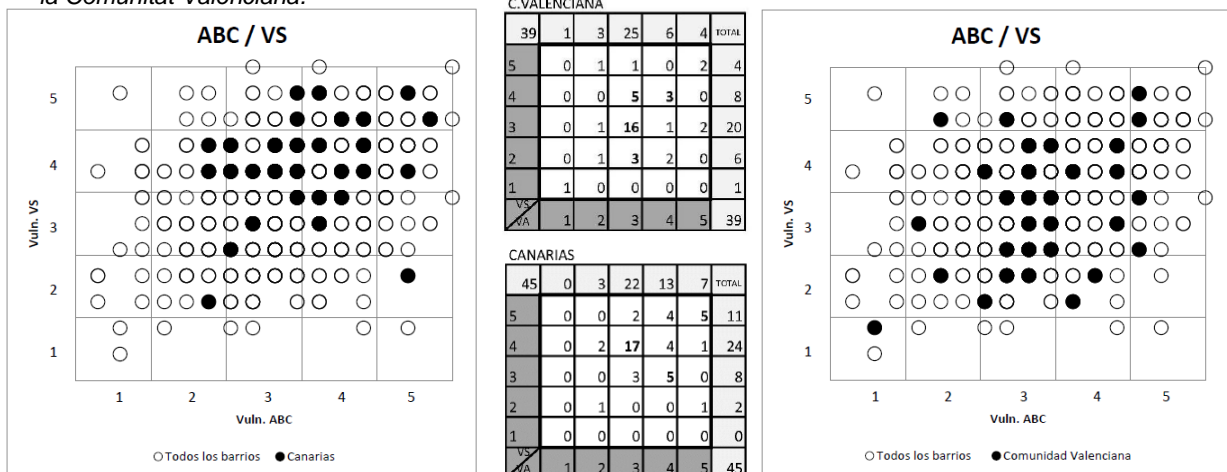 la Comunitat Valenciana.
ABC / VS
5
4
3
2
1
Vuln. VS
1 2 3 4 5
Vuln. ABC
Todos los barrios Canarias
C.VALENCIANA
39 1 3 25 6 4 TOTAL
5 0 1 1 0 2 4
4 0 0 5 3 0 8
3 0 1 16 1 2 20
2 0 1 3 2 0 6
1 1 0 0 0 0 1
VS
VA 1 2 3 4 5 39
CANARIAS
45 0 3 22 13 7 TOTAL
5 0 0 2 4 5 11
4 0 2 17 4 1 24
3 0 0 3 5 0 8
2 0 1 0 0 1 2
1 0 0 0 0 0 0
VS
VA 1 2 3 4 5 45
ABC / VS
5
4
3
2
1
Vuln. VS
1 2 3 4 5
Vuln. ABC
Todos los barrios Comunidad Valenciana